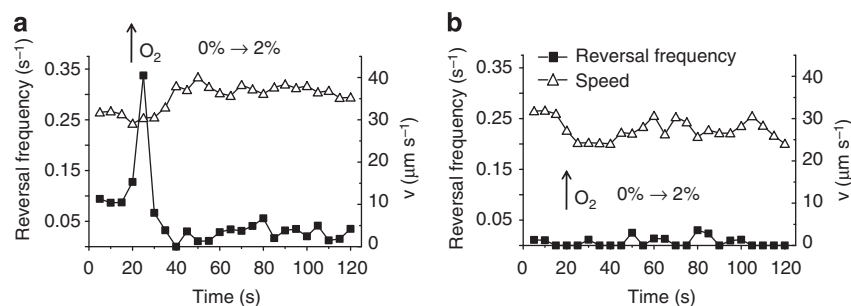 a
O₂
0% → 2%
Reversal frequency (s⁻¹)
0.35
0.25
0.15
0.05
40
30
20
10
0
v (μm s⁻¹)
0 20 40 60 80 100 120
Time (s)
b
Reversal frequency
Speed
O₂
0% → 2%
Reversal frequency (s⁻¹)
0.35
0.25
0.15
0.05
40
30
20
10
0
v (μm s⁻¹)
0 20 40 60 80 100 120
Time (s)